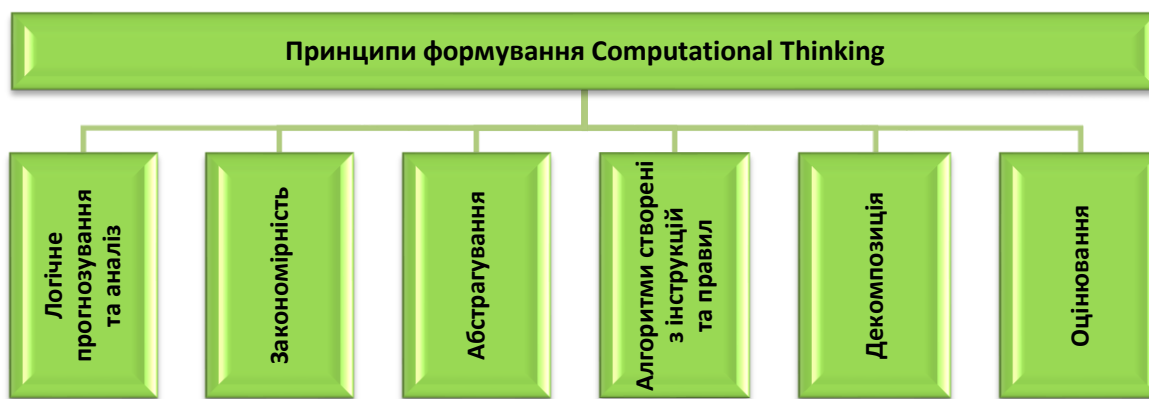 Принципи формування Computational Thinking
Логічне
прогнозування
та аналіз
Закономірність
Абстрагування
Алгоритми створені
з інструкцій
та правил
Декомпозиція
Оцінювання